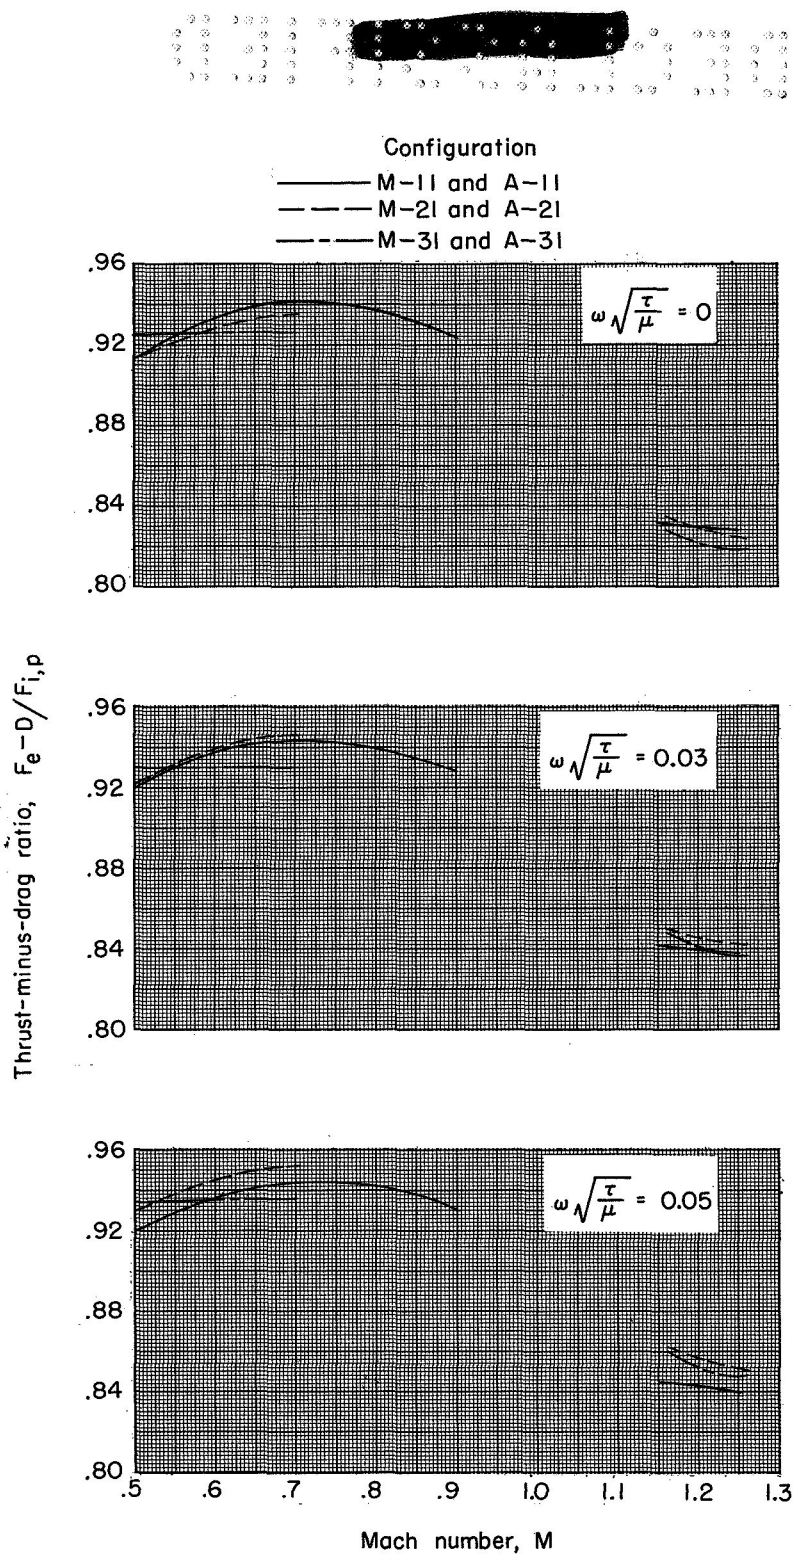 Configuration
M-11 and A-11
M-21 and A-21
M-31 and A-31
.96
.92
.88
.84
.80
ω√τ/μ = 0
.96
.92
.88
.84
.80
ω√τ/μ = 0.03
Thrust-minus-drag ratio, Fe-D/Fi,p
.96
.92
.88
.84
.80
ω√τ/μ = 0.05
.5 .6 .7 .8 .9 1.0 1.1 1.2 1.3
Mach number, M